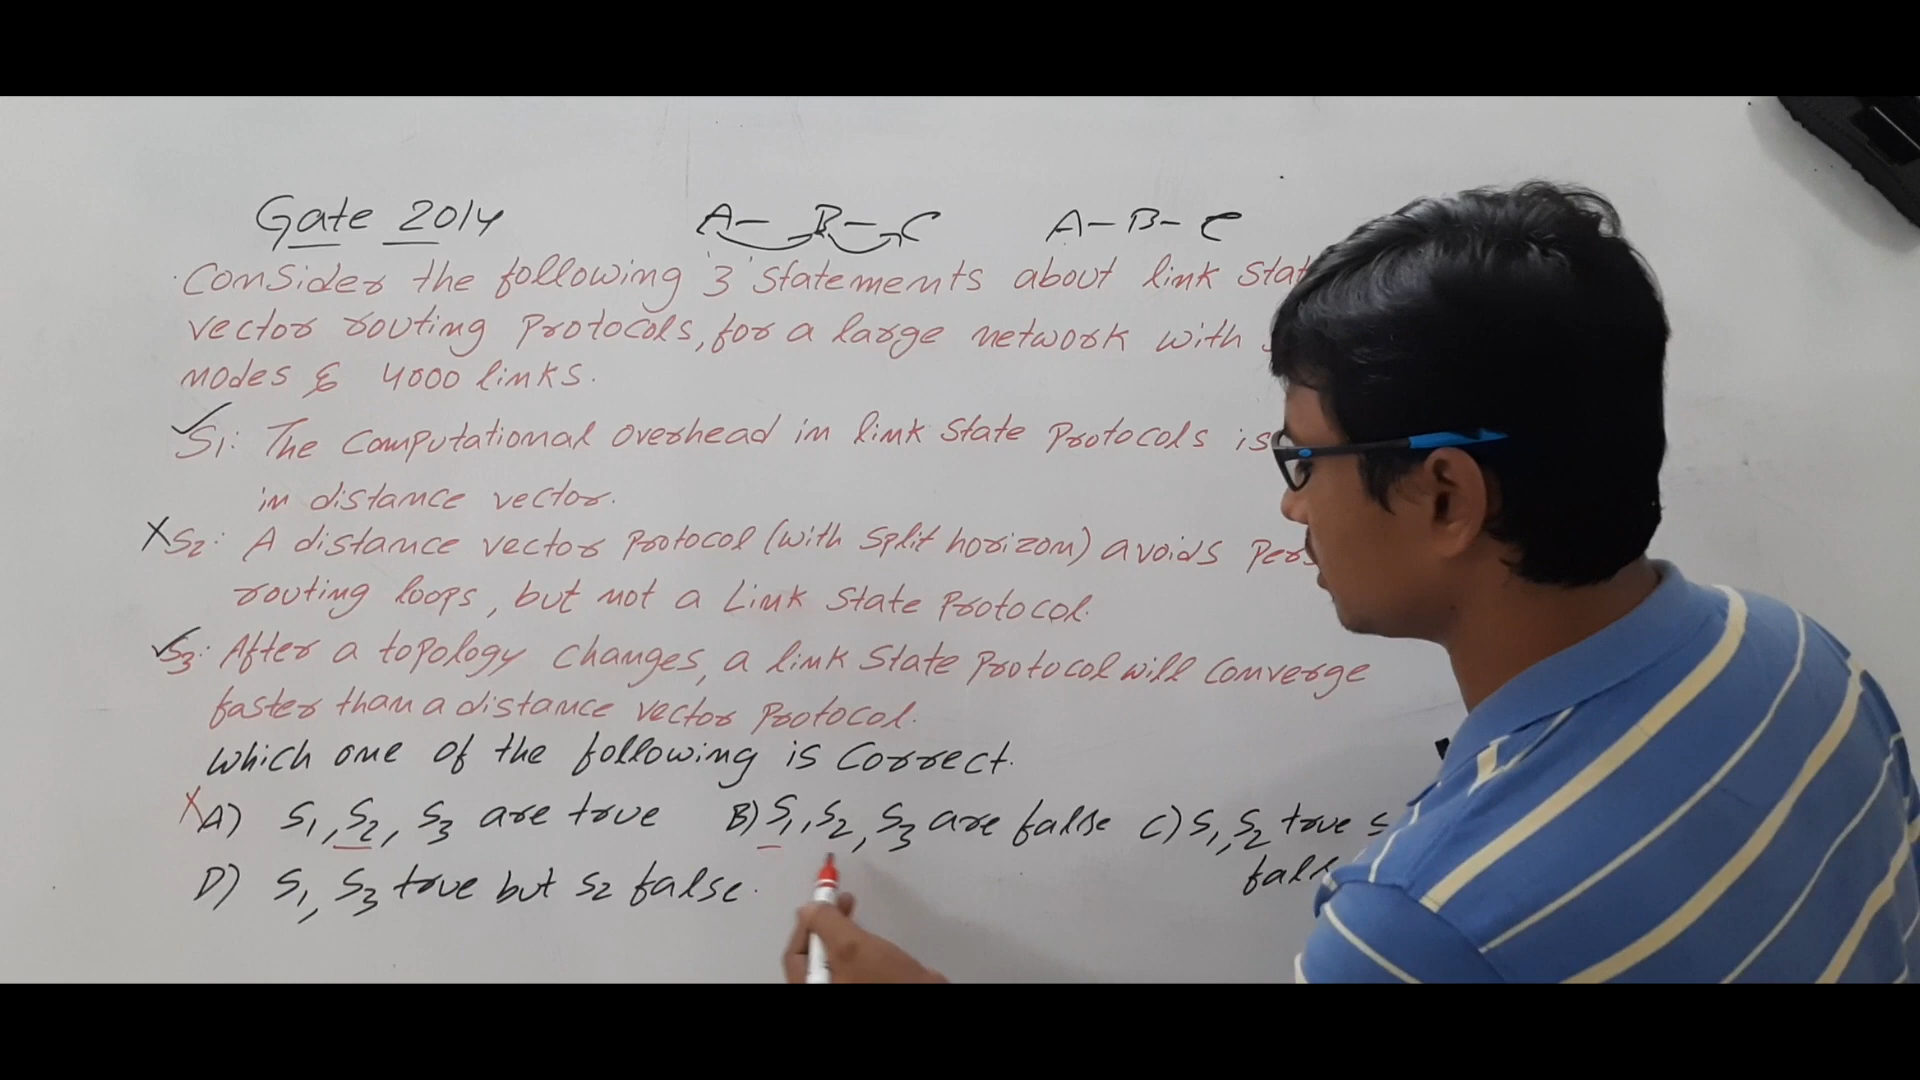 Gate 2014 A- B- C A-B-C
Consider the following '3' statements about link stat
vector routing Protocols, for a large network with
nodes & 4000 links.
S1: The Computational overhead in link state Protocols is
in distance vector.
X S2: A distance vector Protocol (with split horizon) avoids Pers
routing loops, but not a Link state Protocol.
S3: After a topology changes, a link state Protocol will converge
faster than a distance vector Protocol.
which one of the following is correct.
X A) S1, S2, S3 are true B) S1, S2, S3 are false C) S1, S2 true S
fals
D) S1, S3 true but S2 false.